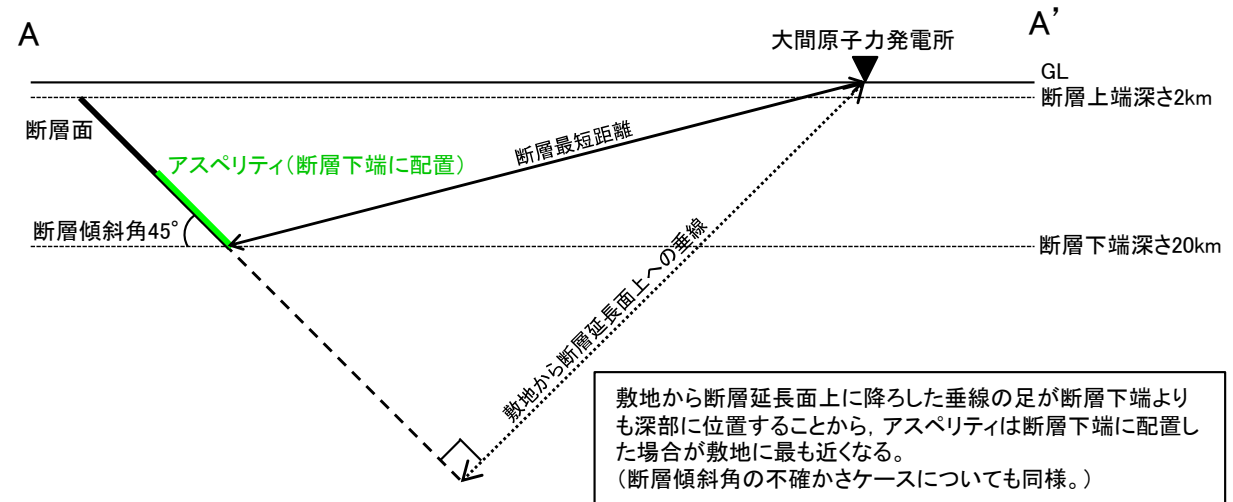 A
A’
大間原子力発電所
GL
断層上端深さ2km
断層面
断層最短距離
アスペリティ(断層下端に配置)
断層傾斜角45°
断層下端深さ20km
敷地から断層延長面上への垂線
敷地から断層延長面上に降ろした垂線の足が断層下端より
も深部に位置することから,アスペリティは断層下端に配置し
た場合が敷地に最も近くなる。
(断層傾斜角の不確かさケースについても同様。)